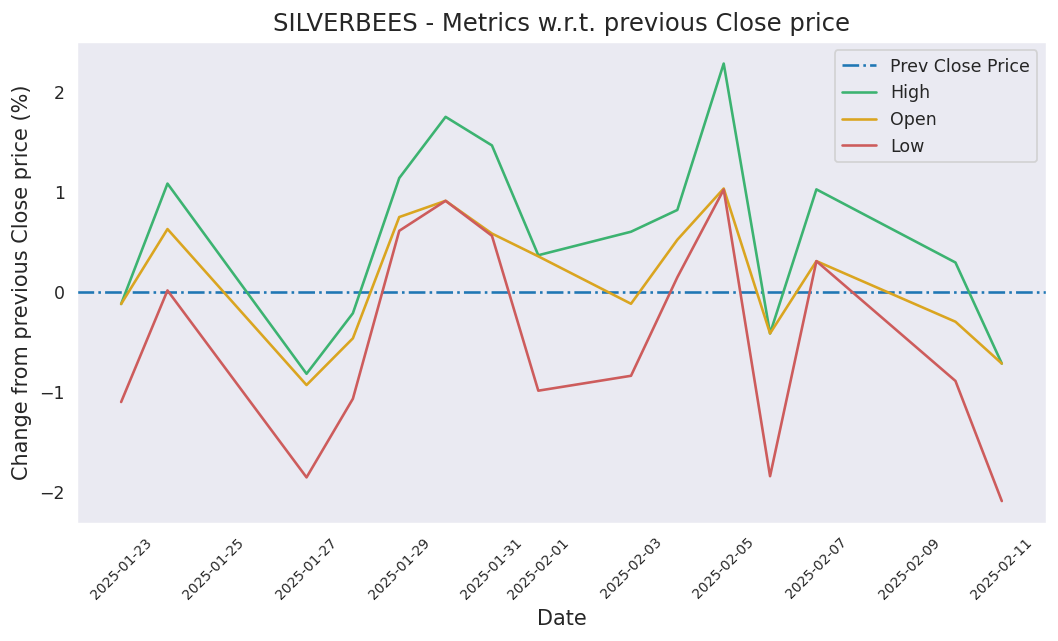 SILVERBEES - Metrics w.r.t. previous Close price
Change from previous Close price (%)
2
1
0
−1
−2
Prev Close Price
High
Open
Low
2025-01-23
2025-01-25
2025-01-27
2025-01-29
2025-01-31
2025-02-01
2025-02-03
2025-02-05
2025-02-07
2025-02-09
2025-02-11
Date